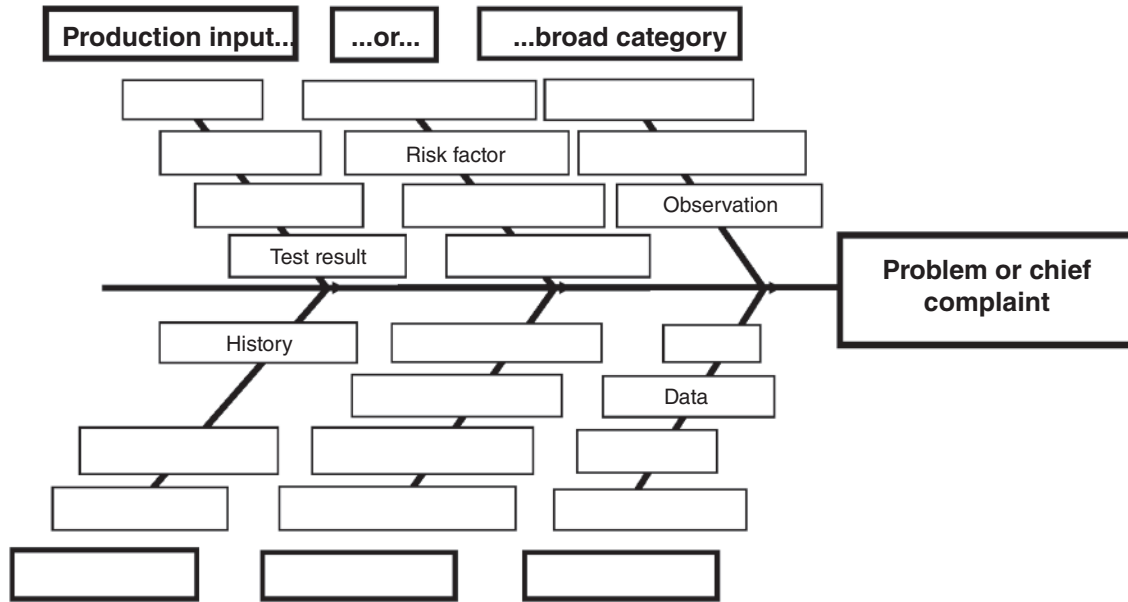 Production input...
...or...
...broad category
Risk factor
Observation
Test result
Problem or chief
complaint
History
Data